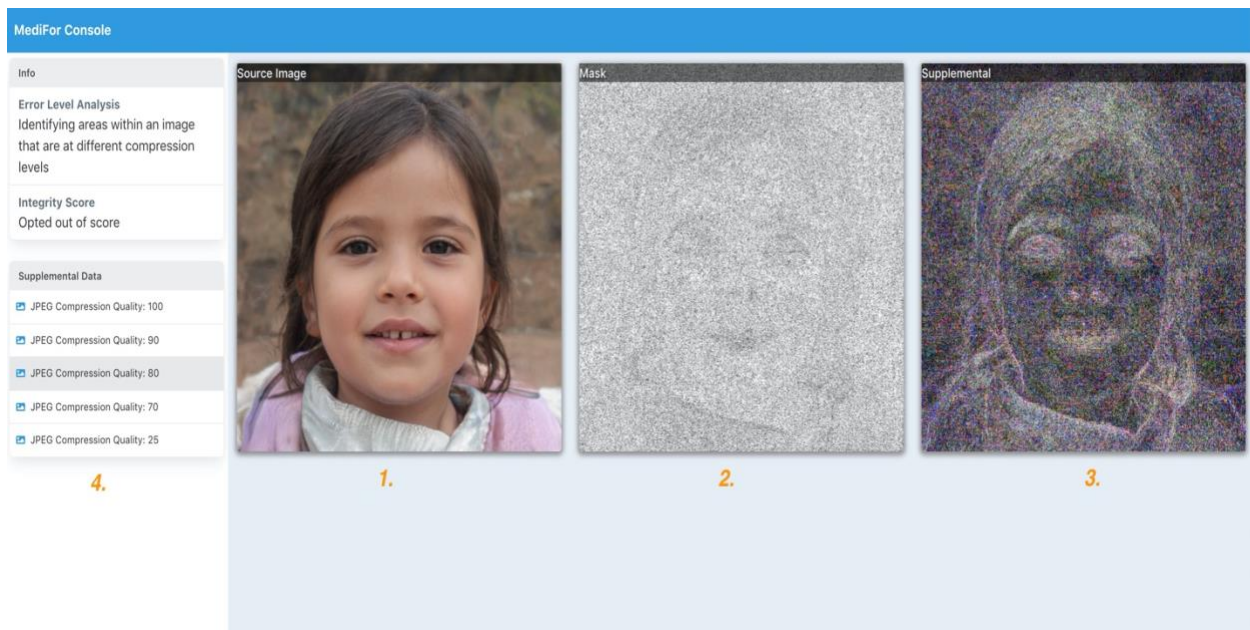 MediFor Console
Info
Error Level Analysis
Identifying areas within an image
that are at different compression
levels
Integrity Score
Opted out of score
Supplemental Data
JPEG Compression Quality: 100
JPEG Compression Quality: 90
JPEG Compression Quality: 80
JPEG Compression Quality: 70
JPEG Compression Quality: 25
4.
Source Image
1.
Mask
2.
Supplemental
3.